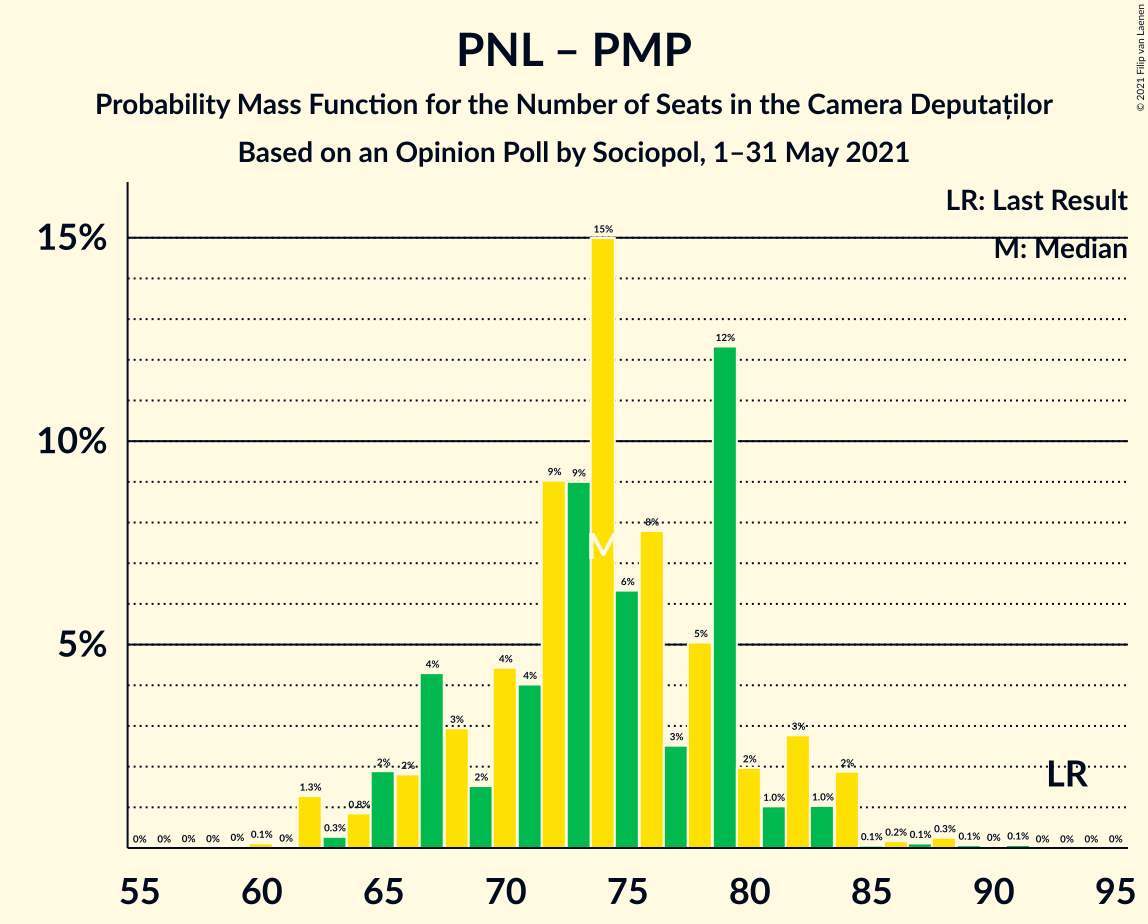 PNL – PMP
Probability Mass Function for the Number of Seats in the Camera Deputaților
Based on an Opinion Poll by Sociopol, 1–31 May 2021
© 2021 Filip van Laenen
LR: Last Result
M: Median
15%
10%
5%
0% 0% 0% 0% 0% 0.1% 0% 1.3% 0.3% 0.8% 2% 2% 4% 3% 2% 4% 4% 9% 9% 15% 6% 8% 3% 5% 12% 2% 1.0% 3% 1.0% 2% 0.1% 0.2% 0.1% 0.3% 0.1% 0% 0.1% 0% 0% 0% 0%
M
LR
55 60 65 70 75 80 85 90 95